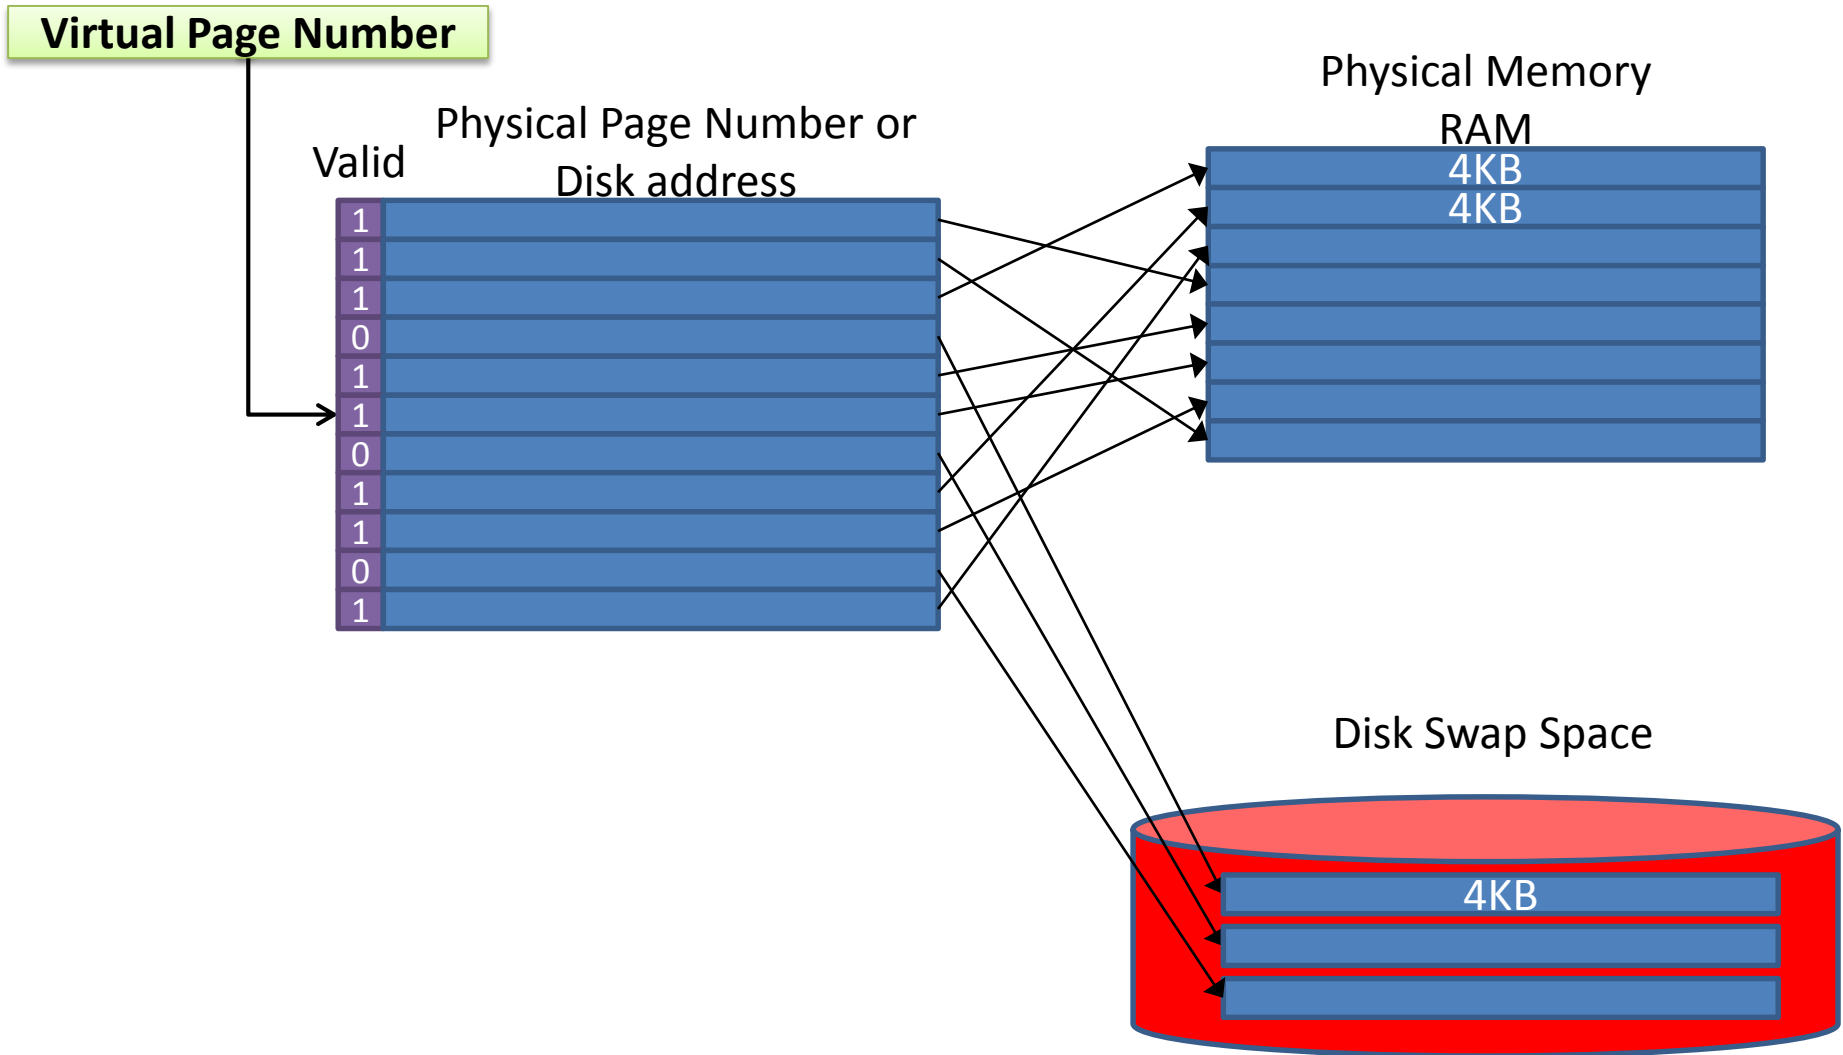 Virtual Page Number
Physical Memory
RAM
Physical Page Number or
Disk address
Valid
1
1
1
0
1
1
0
1
1
0
1
4KB
4KB
Disk Swap Space
4KB